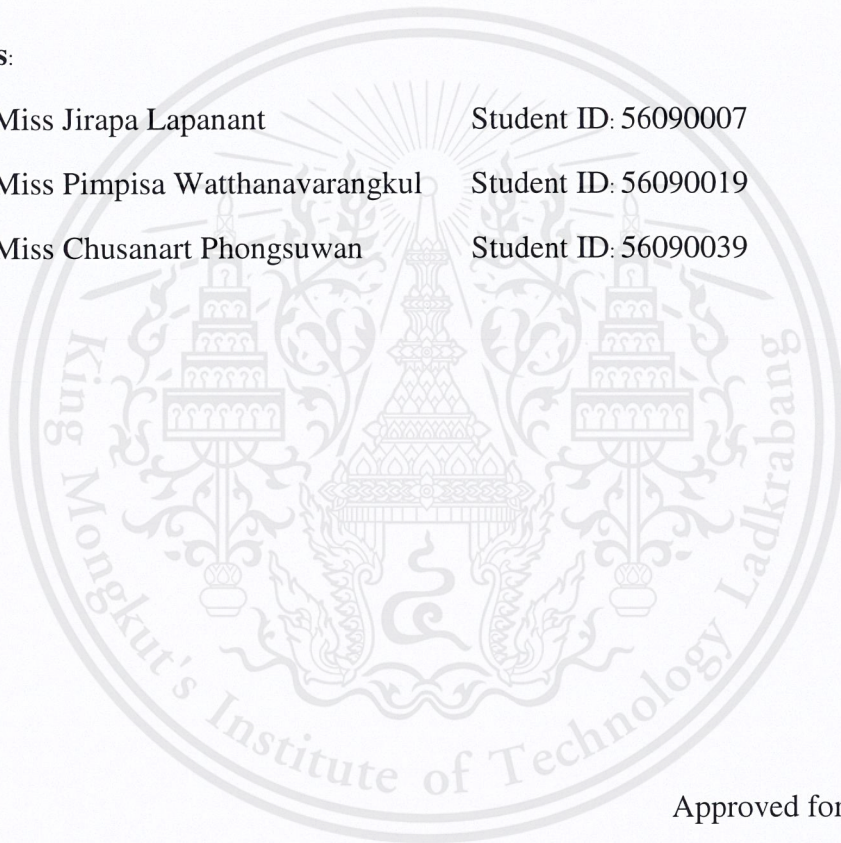 s:
Miss Jirapa Lapanant Student ID: 56090007
Miss Pimpisa Watthanavarangkul Student ID: 56090019
Miss Chusanart Phongsuwan Student ID: 56090039
King Mongkut's Institute of Technology Ladkrabang
Approved for